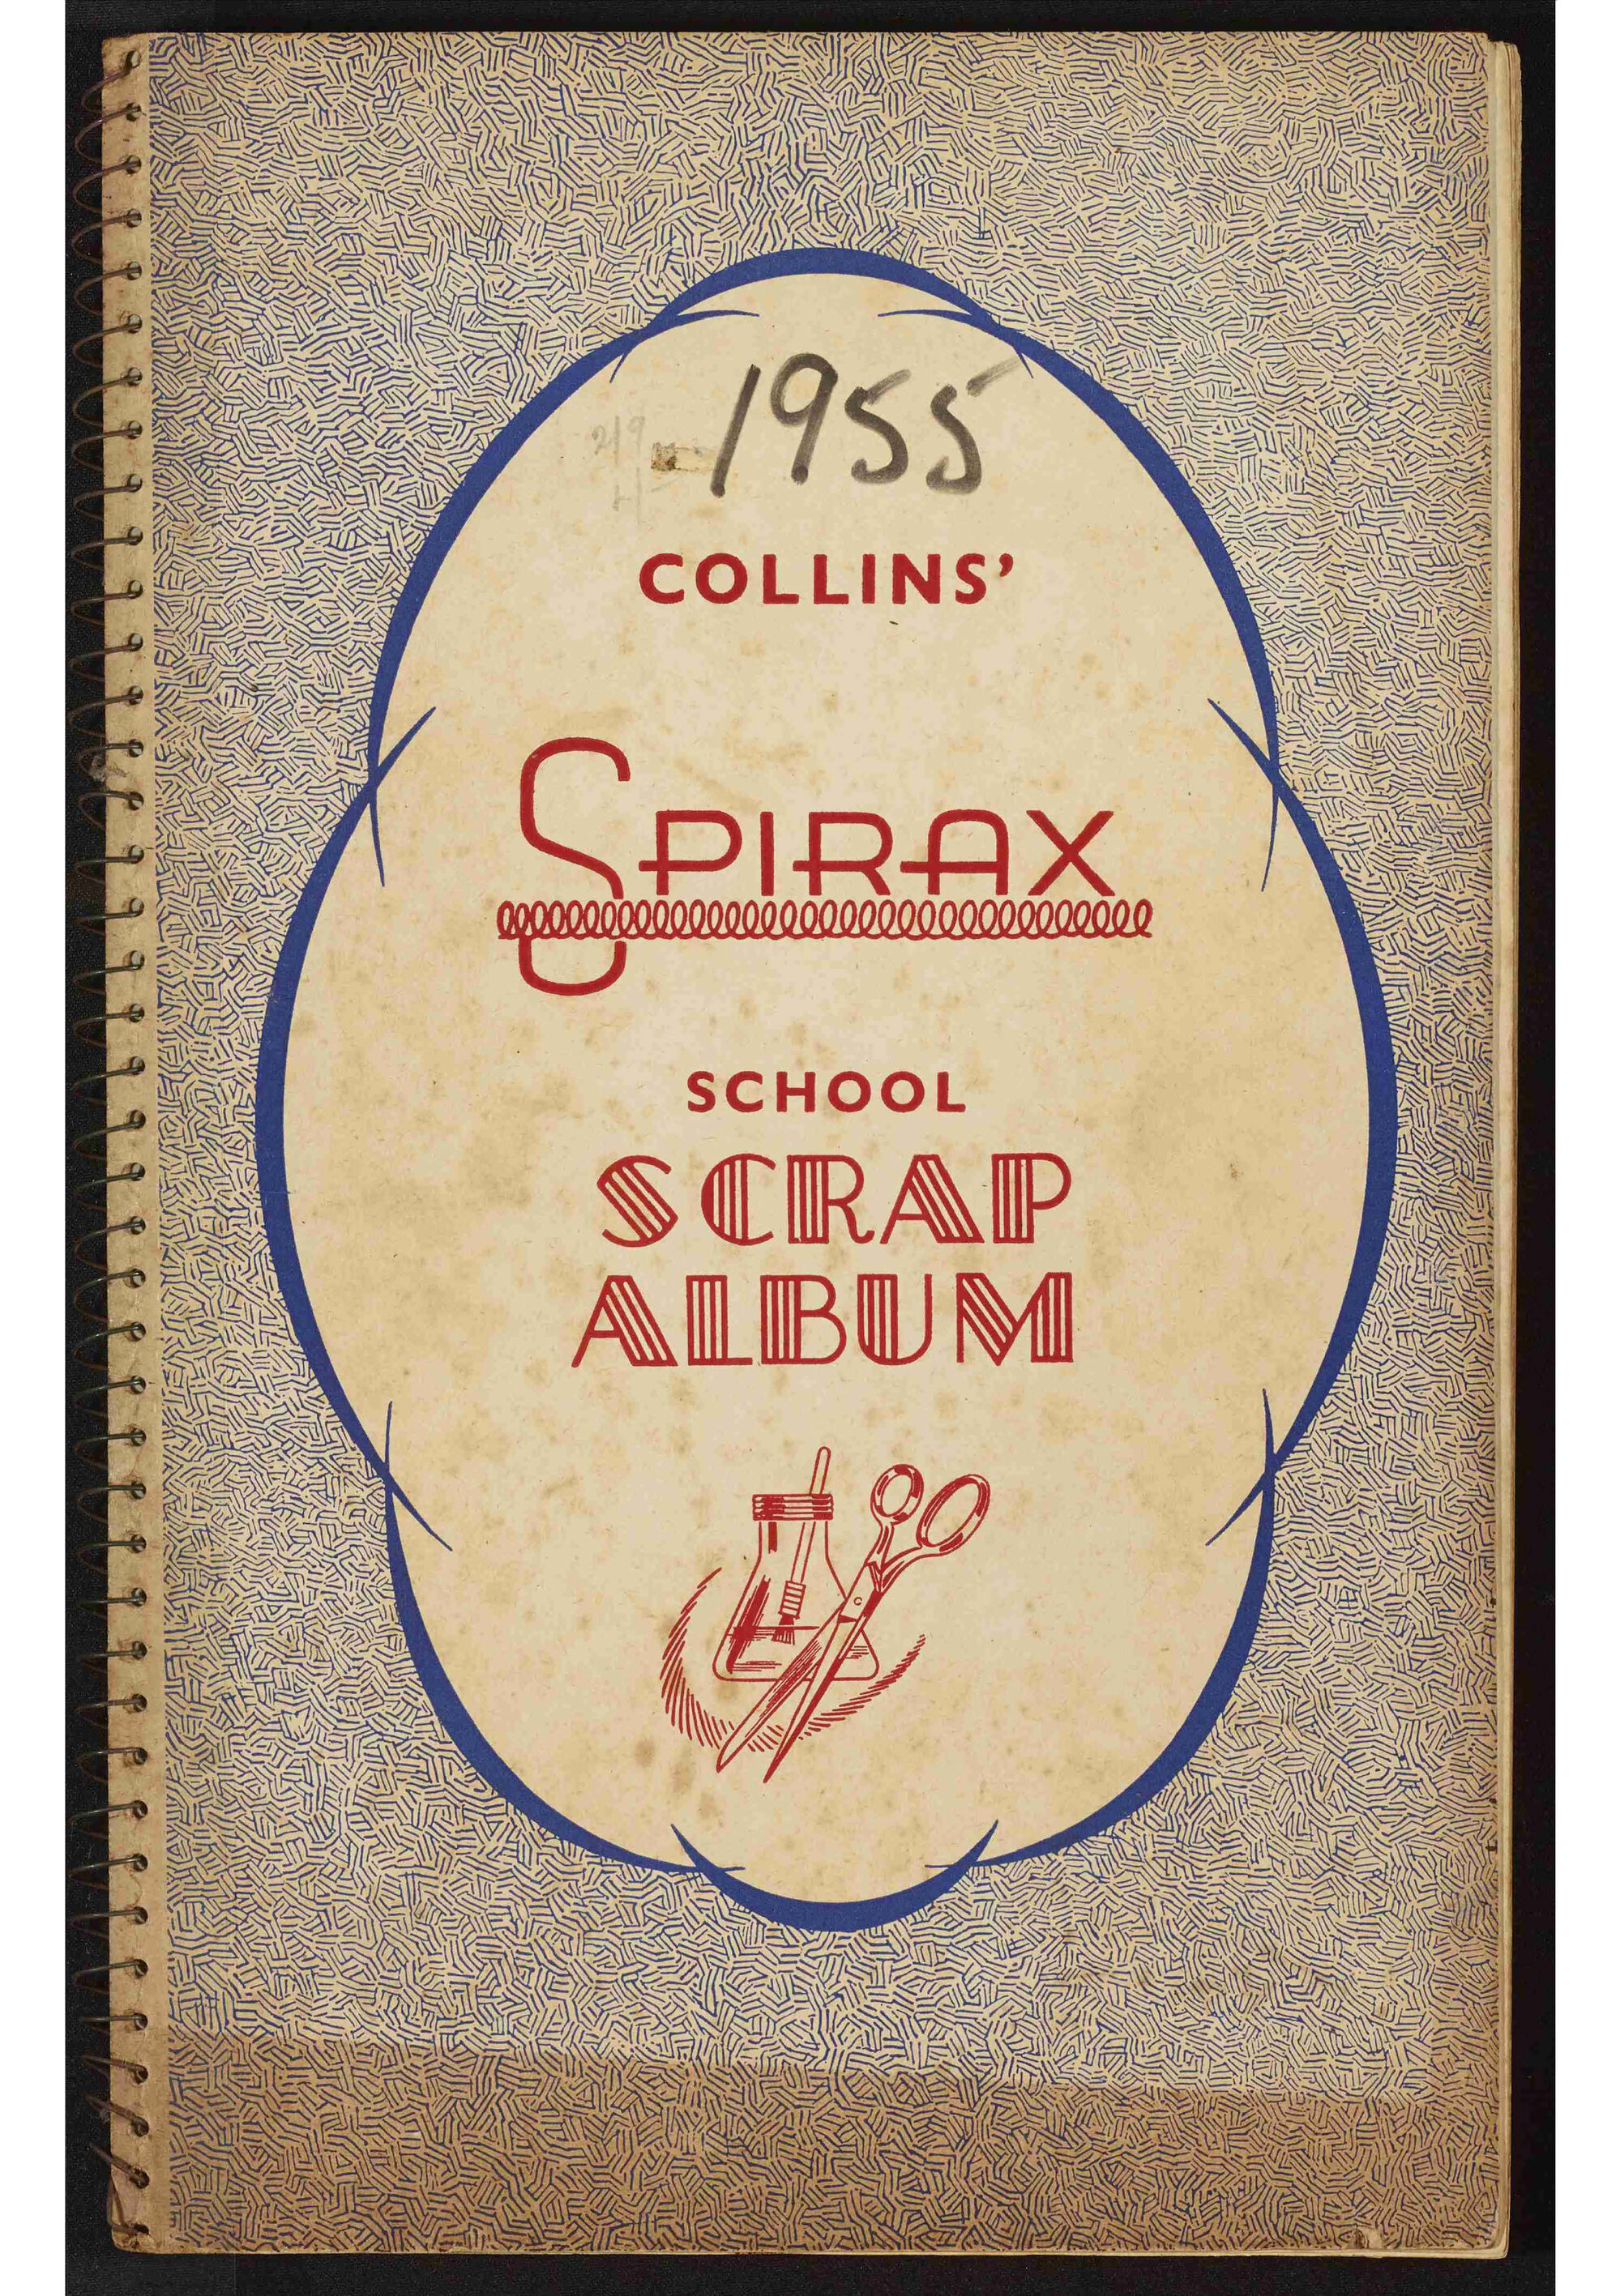 1955
COLLINS'
SPIRAX
SCHOOL
SCRAP
ALBUM